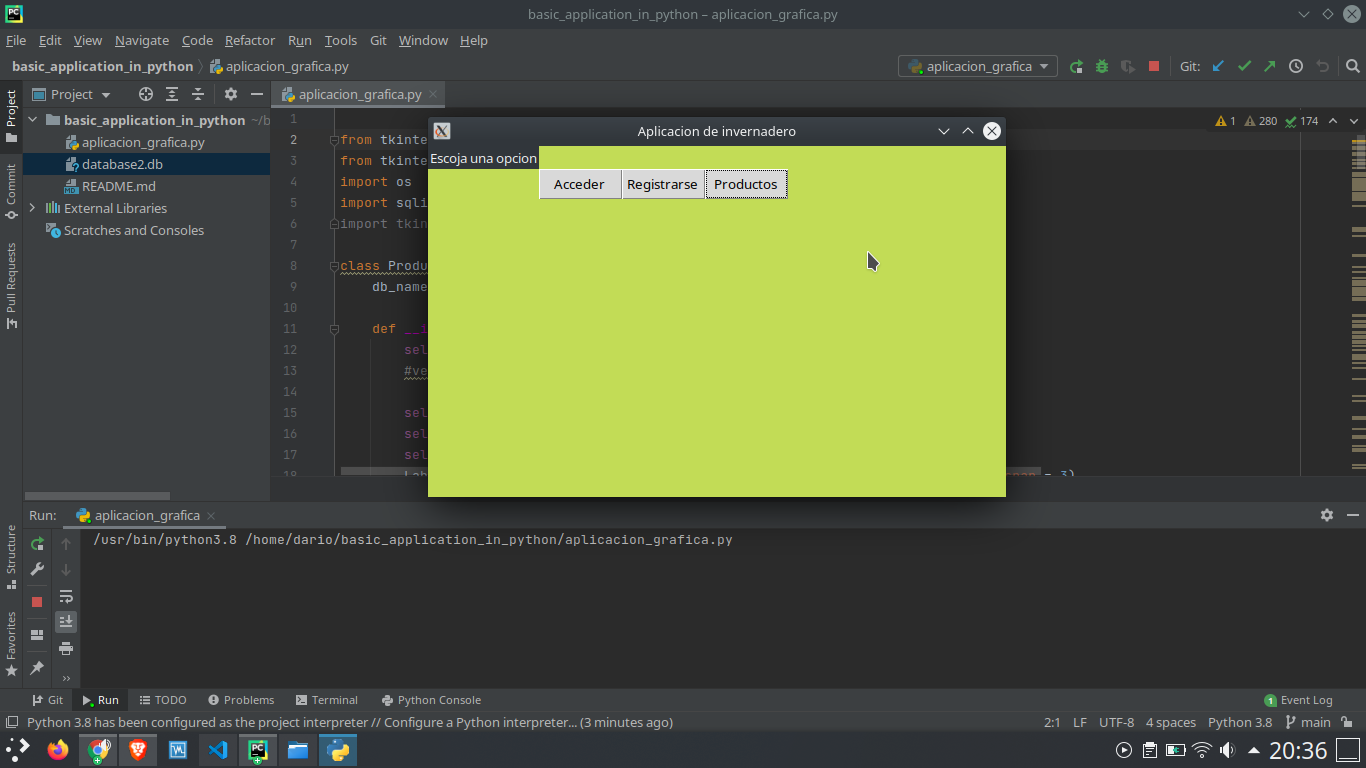 basic_application_in_python – aplicacion_grafica.py
File Edit View Navigate Code Refactor Run Tools Git Window Help
basic_application_in_python aplicacion_grafica.py
aplicacion_grafica
Git:
Project
aplicacion_grafica.py
Project
Commit
Pull Requests
Structure
Favorites
basic_application_in_python ~/b
aplicacion_grafica.py
database2.db
README.md
External Libraries
Scratches and Consoles
1
2 from tkinte
3 from tkinte
4 import os
5 import sqli
6 import tkin
7
8 class Produ
9 db_name
10
11 def __i
12 sel
13 #ve
14
15 sel
16 sel
17 sel
18 Lab
= 3)
1 280 174
Aplicacion de invernadero
Escoja una opcion
Acceder Registrarse Productos
Run: aplicacion_grafica
/usr/bin/python3.8 /home/dario/basic_application_in_python/aplicacion_grafica.py
Git Run TODO Problems Terminal Python Console
1 Event Log
Python 3.8 has been configured as the project interpreter // Configure a Python interpreter... (3 minutes ago)
2:1 LF UTF-8 4 spaces Python 3.8 main
20:36